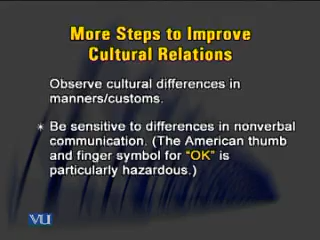 More Steps to Improve
Cultural Relations
Observe cultural differences in
manners/customs.
Be sensitive to differences in nonverbal
communication. (The American thumb
and finger symbol for “OK” is
particularly hazardous.)
VU